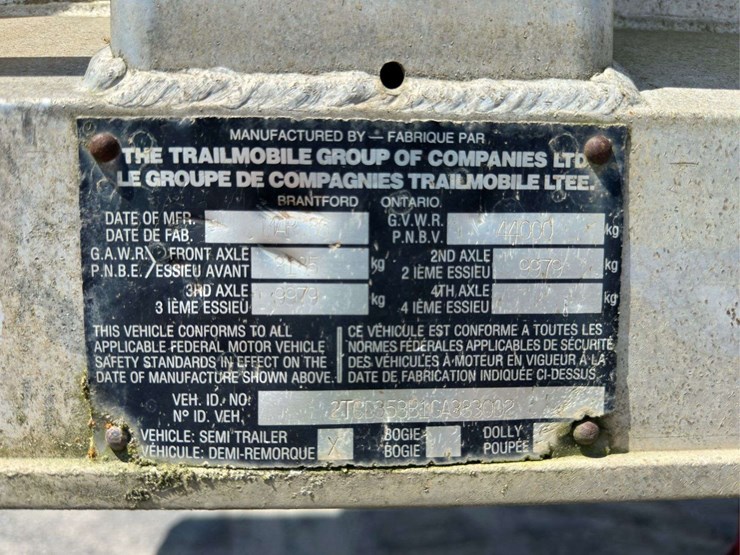 MANUFACTURED BY — FABRIQUE PAR
THE TRAILMOBILE GROUP OF COMPANIES LTD.
LE GROUPE DE COMPAGNIES TRAILMOBILE LTEE.
BRANTFORD ONTARIO.
DATE OF MFR. G.V.W.R. 44000 kg
DATE DE FAB. P.N.B.V.
G.A.W.R./ FRONT AXLE kg 2ND AXLE 9979 kg
P.N.B.E./ ESSIEU AVANT 2 IÈME ESSIEU
3RD AXLE 9979 kg 4TH AXLE kg
3 IÈME ESSIEU 4 IÈME ESSIEU
THIS VEHICLE CONFORMS TO ALL
APPLICABLE FEDERAL MOTOR VEHICLE
SAFETY STANDARDS IN EFFECT ON THE
DATE OF MANUFACTURE SHOWN ABOVE.
CE VÉHICULE EST CONFORME A TOUTES LES
NORMES FÉDÉRALES APPLICABLES DE SÉCURITÉ
DES VÉHICULES À MOTEUR EN VIGUEUR À LA
DATE DE FABRICATION INDIQUÉE CI-DESSUS
VEH. ID. NO:
Nº ID. VEH.
VEHICLE: SEMI TRAILER X BOGIE DOLLY
VÉHICULE: DEMI-REMORQUE BOGIE POUPÉE